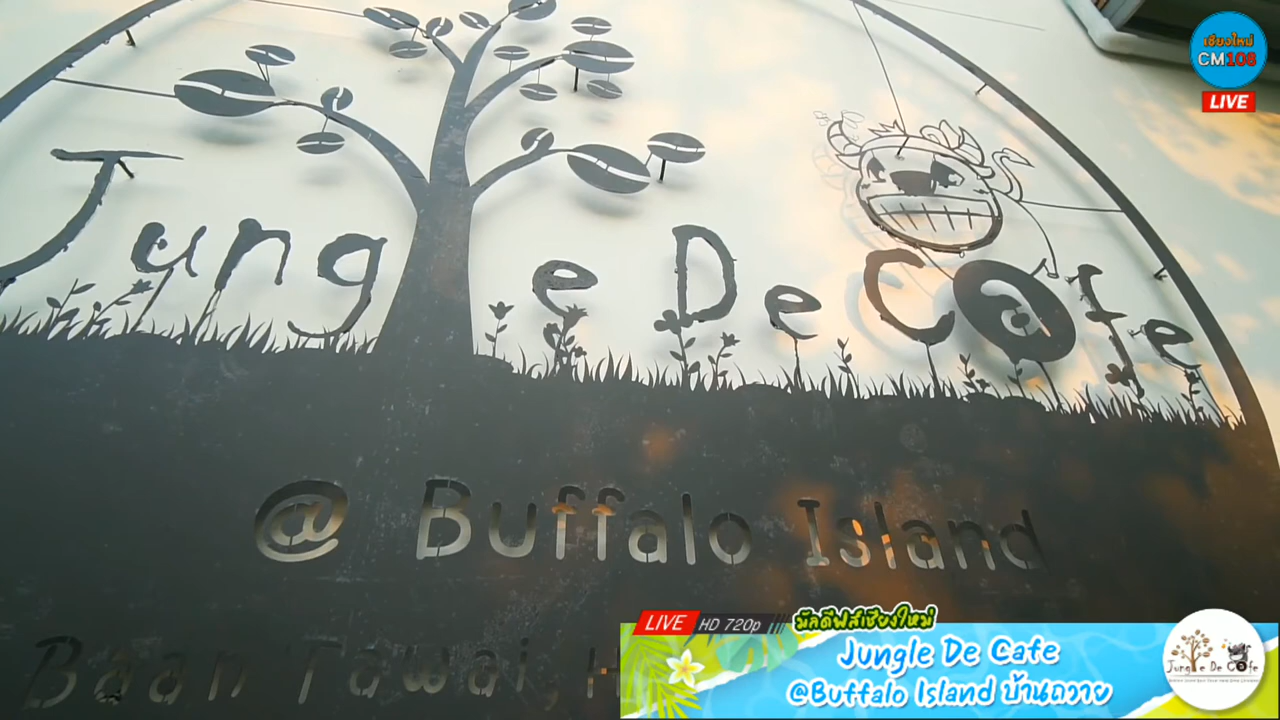 เชียงใหม่
CM108
LIVE
Jungle De Cafe
@ Buffalo Island
Baan Tawai
LIVE HD 720p
มัลดีฟส์เชียงใหม่
Jungle De Cafe
@Buffalo Island บ้านถวาย
Jungle De Cafe